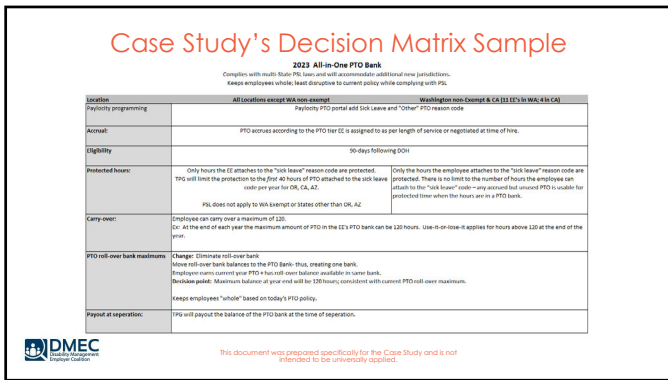 Case Study's Decision Matrix Sample
2023 All-in-One PTO Bank
Complies with multi-State PSL laws and will accommodate additional new jurisdictions.
Keeps employees whole; least disruptive to current policy while complying with PSL
Location
All Locations except WA non-exempt
Washington non-Exempt & CA (11 EE's in WA; 4 in CA)
Paylocity programming
Paylocity PTO portal add Sick Leave and "Other" PTO reason code
Accrual:
PTO accrues according to the PTO tier EE is assigned to as per length of service or negotiated at time of hire.
Eligibility
90-days following DOH
Protected hours:
Only hours the EE attaches to the "sick leave" reason code are protected.
TPG will limit the protection to the first 40 hours of PTO attached to the sick leave
code per year for OR, CA, AZ.
PSL does not apply to WA Exempt or States other than OR, AZ
Only the hours the employee attaches to the "sick leave" reason code are
protected. There is no limit to the number of hours the employee can
attach to the "sick leave" code – any accrued but unused PTO is usable for
protected time when the hours are in a PTO bank.
Carry-over:
Employee can carry over a maximum of 120.
Ex: At the end of each year the maximum amount of PTO in the EE's PTO bank can be 120 hours. Use-it-or-lose-it applies for hours above 120 at the end of the
year.
PTO roll-over bank maximums
Change: Eliminate roll-over bank
Move roll-over bank balances to the PTO Bank- thus, creating one bank.
Employee earns current year PTO + has roll-over balance available in same bank.
Decision point: Maximum balance at year end will be 120 hours; consistent with current PTO roll-over maximum.
Keeps employees "whole" based on today's PTO policy.
Payout at seperation:
TPG will payout the balance of the PTO bank at the time of seperation.
DMEC
Disability Management
Employer Coalition
This document was prepared specifically for the Case Study and is not
intended to be universally applied.